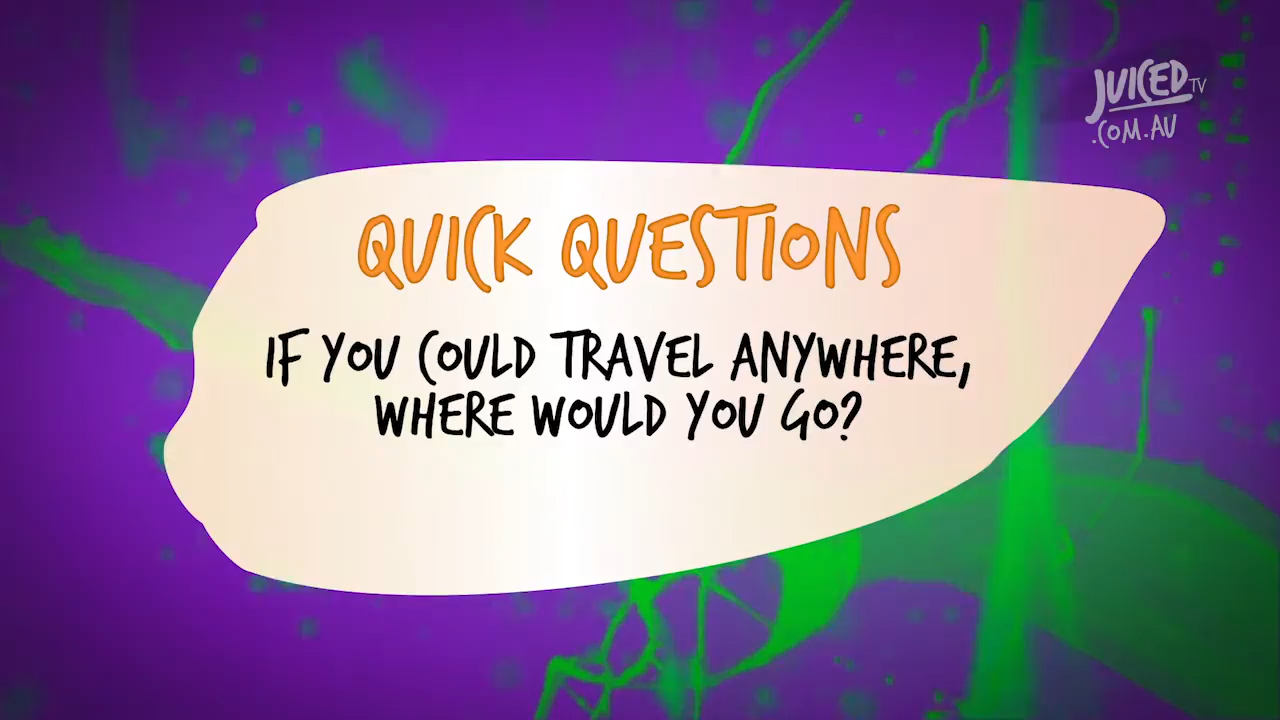 JUICED TV
.COM.AU
QUICK QUESTIONS
IF YOU COULD TRAVEL ANYWHERE,
WHERE WOULD YOU GO?